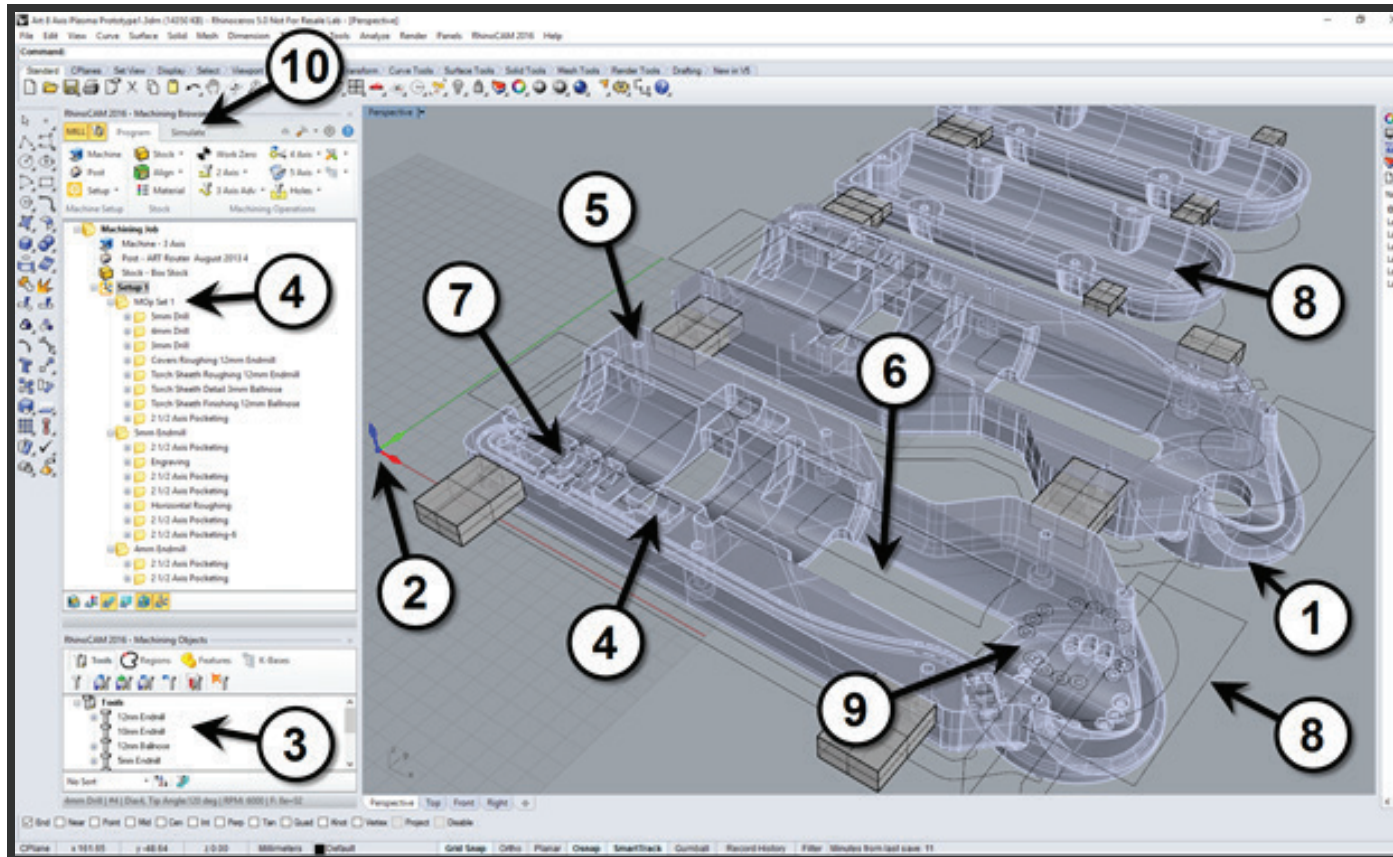 Art 8 Axis Plasma Prototype1.3dm (14350 KB) - Rhinoceros 5.0 Not For Resale Lab - [Perspective]
File Edit View Curve Surface Solid Mesh Dimension Tools Analyze Render Panels RhinoCAM 2016 Help
Command:
Standard CPlanes Set View Display Select Curve Tools Surface Tools Solid Tools Mesh Tools Render Tools Drafting New in V5
10
RhinoCAM 2016 - Machining Browser
MILL Program Simulate
Machine Stock Work Zero 4 Axis
Post Align 2 Axis 5 Axis
Setup Material 3 Axis Adv Holes
Machine Setup Stock Machining Operations
Machining Job
Machine - 3 Axis
Post - ART Router August 2013 4
Stock - Box Stock
Setup 1
MOp Set 1
5mm Drill
4mm Drill
3mm Drill
Covers Roughing 12mm Endmill
Torch Sheath Roughing 12mm Endmill
Torch Sheath Detail 3mm Ballnose
Torch Sheath Finishing 12mm Ballnose
2 1/2 Axis Pocketing
5mm Endmill
2 1/2 Axis Pocketing
Engraving
2 1/2 Axis Pocketing
2 1/2 Axis Pocketing
Horizontal Roughing
2 1/2 Axis Pocketing
2 1/2 Axis Pocketing-6
4mm Endmill
2 1/2 Axis Pocketing
2 1/2 Axis Pocketing
4
RhinoCAM 2016 - Machining Objects
Tools Regions Features K-Bases
Tools
12mm Endmill
10mm Endmill
12mm Ballnose
5mm Endmill
3
No Sort
Perspective
5
7
8
6
2
4
1
9
8
Perspective Top Front Right
End Near Point Mid Cen Int Perp Tan Quad Knot Vertex Project Disable
CPlane x 161.65 y -48.64 z 0.00 Millimeters Default Grid Snap Ortho Planar Osnap SmartTrack Gumball Record History Filter Minutes from last save: 11